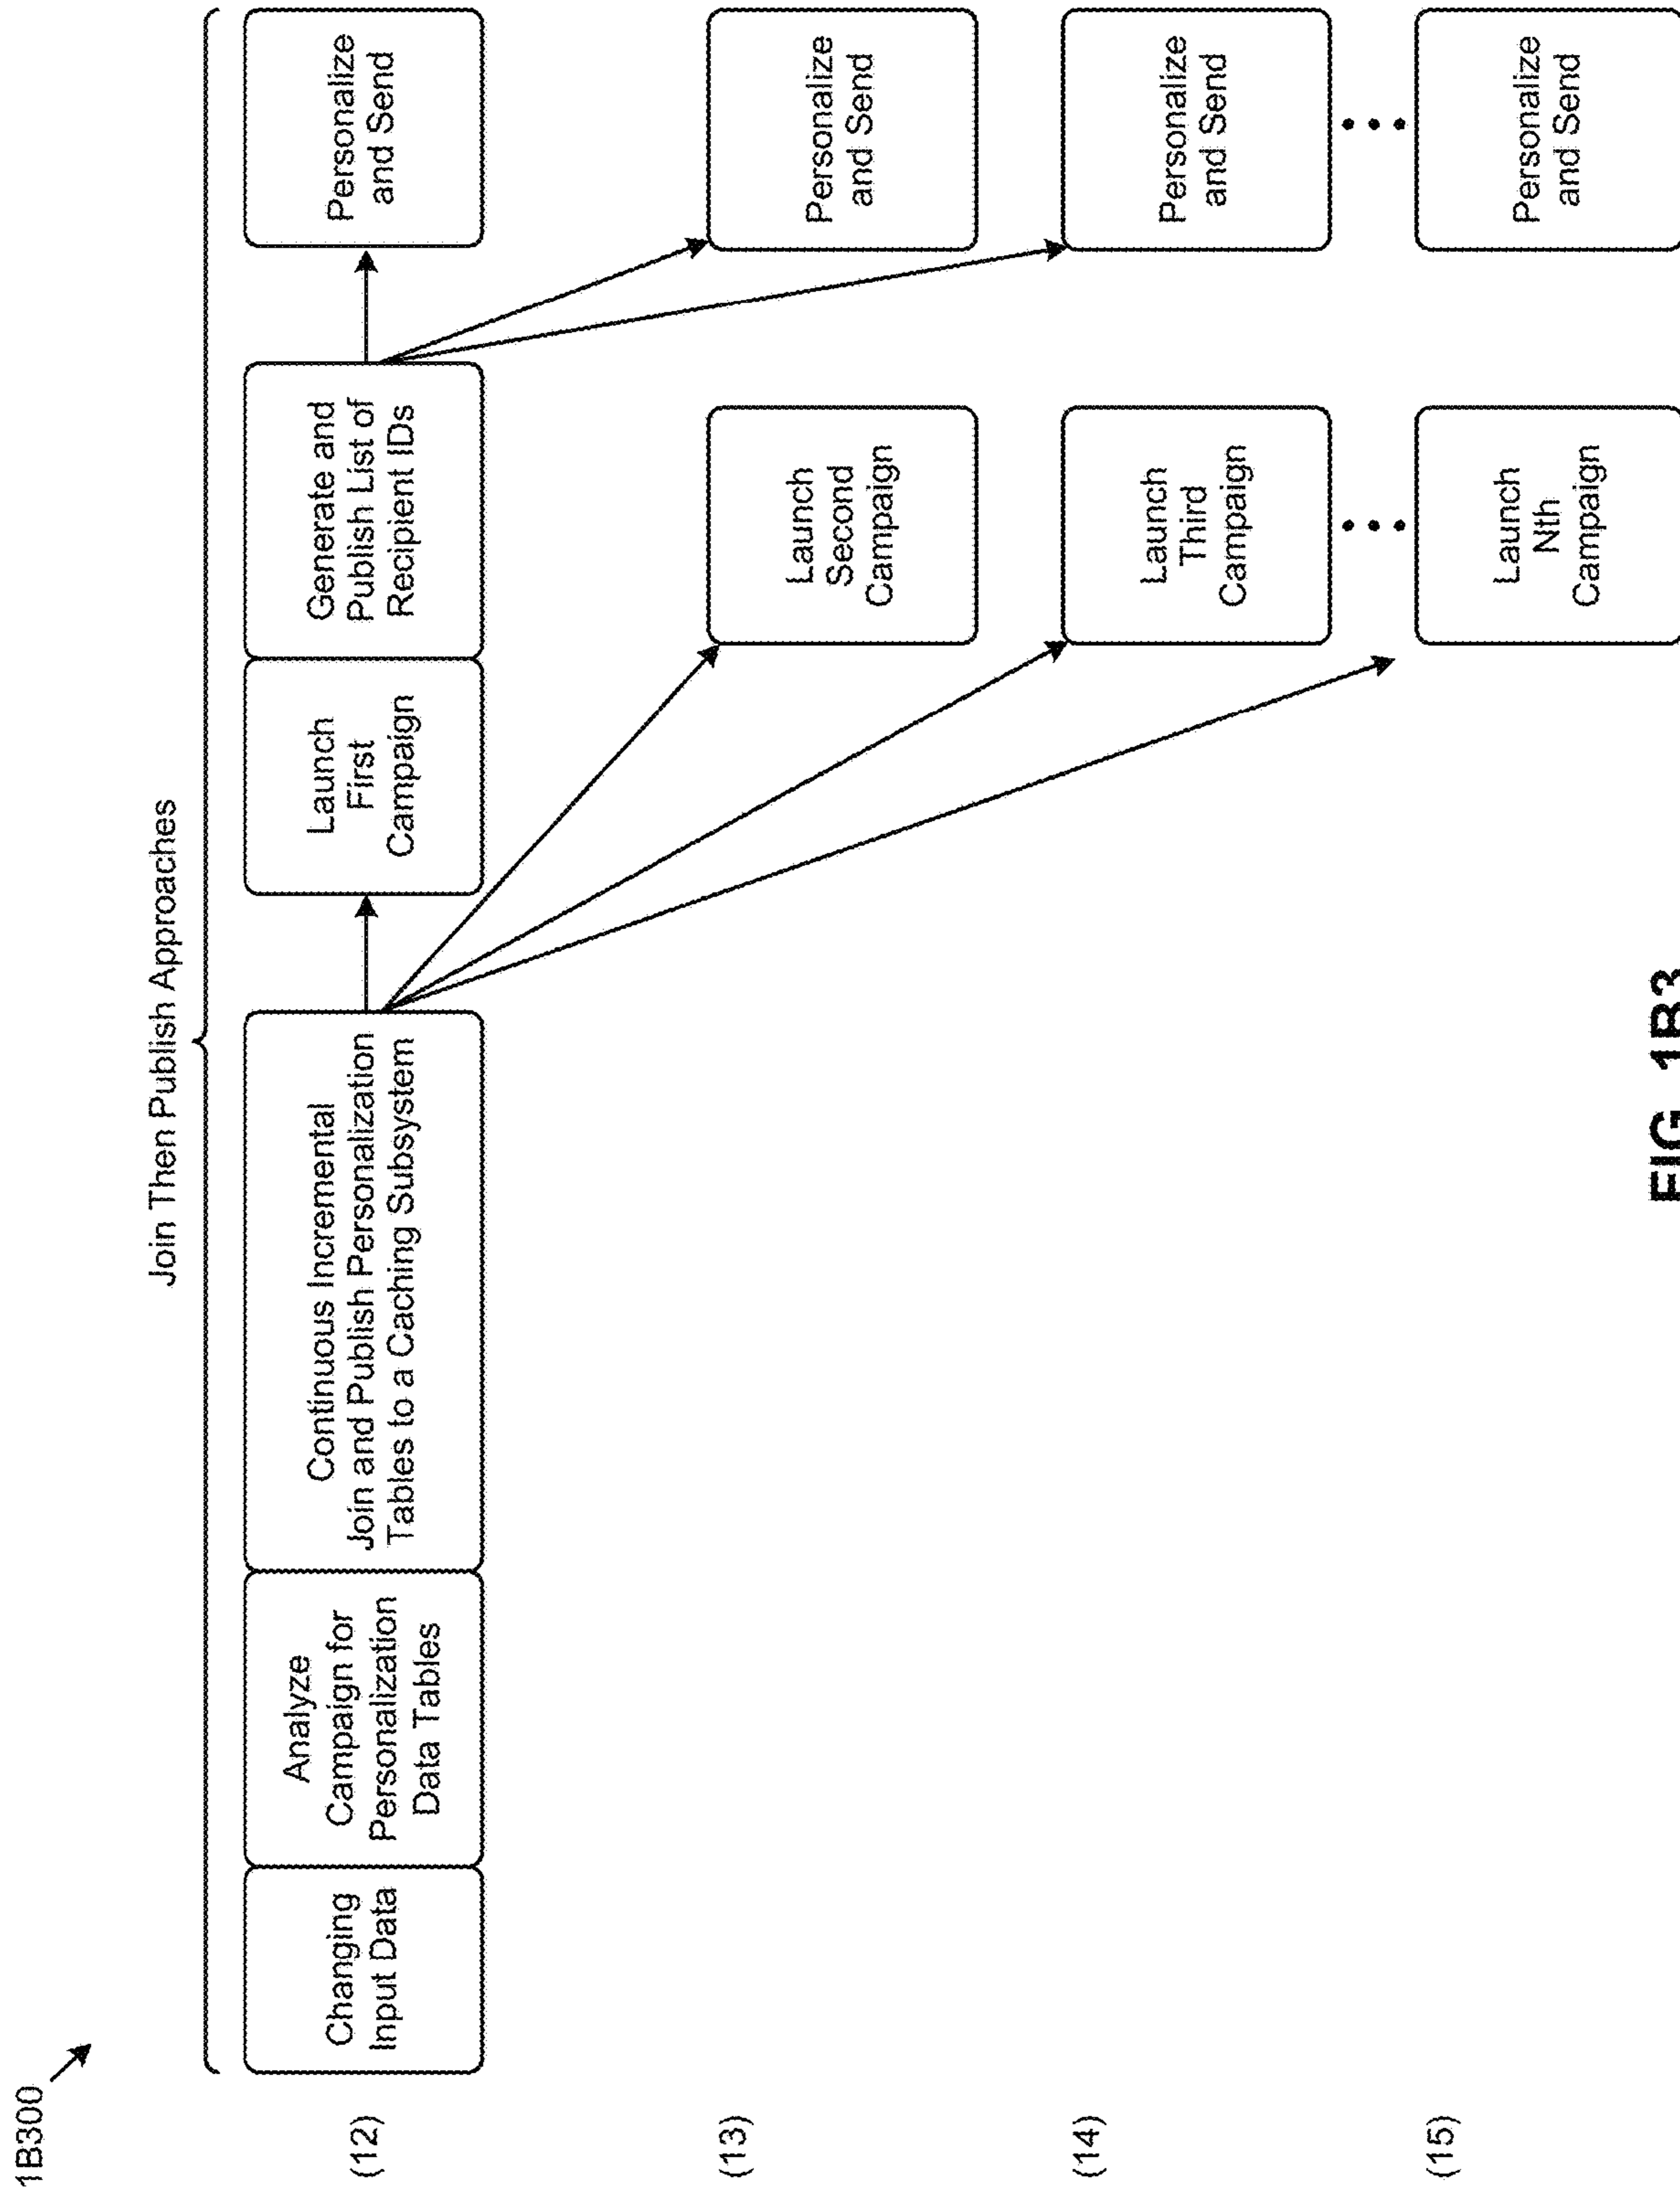 1B300
Join Then Publish Approaches
(12)
Changing
Input Data
Analyze
Campaign for
Personalization
Data Tables
Continuous Incremental
Join and Publish Personalization
Tables to a Caching Subsystem
Launch
First
Campaign
Generate and
Publish List of
Recipient IDs
Personalize
and Send
(13)
Launch
Second
Campaign
Personalize
and Send
(14)
Launch
Third
Campaign
Personalize
and Send
(15)
Launch
Nth
Campaign
Personalize
and Send
FIG. 1B3